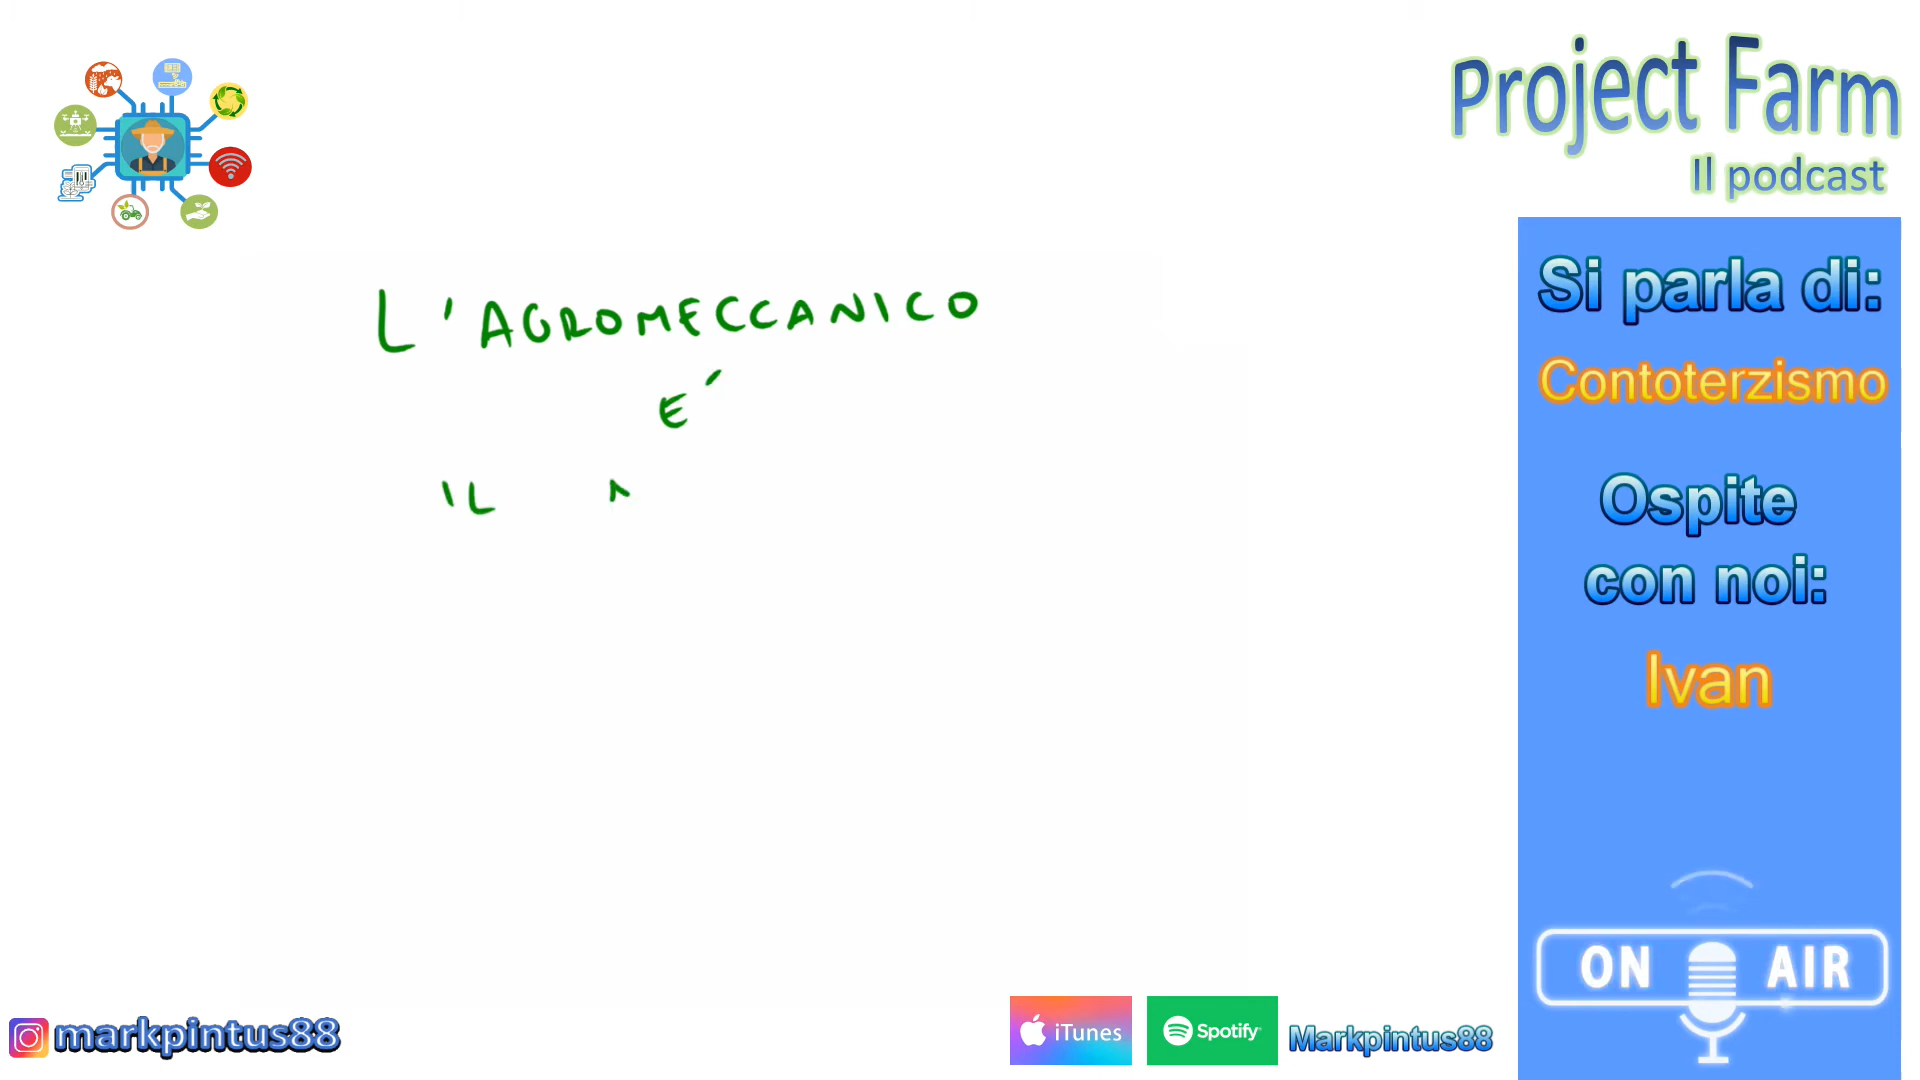 Project Farm
Il podcast
L'AGROMECCANICO
E'
IL
Si parla di:
Contoterzismo
Ospite
con noi:
Ivan
ON AIR
markpintus88
iTunes
Spotify
Markpintus88